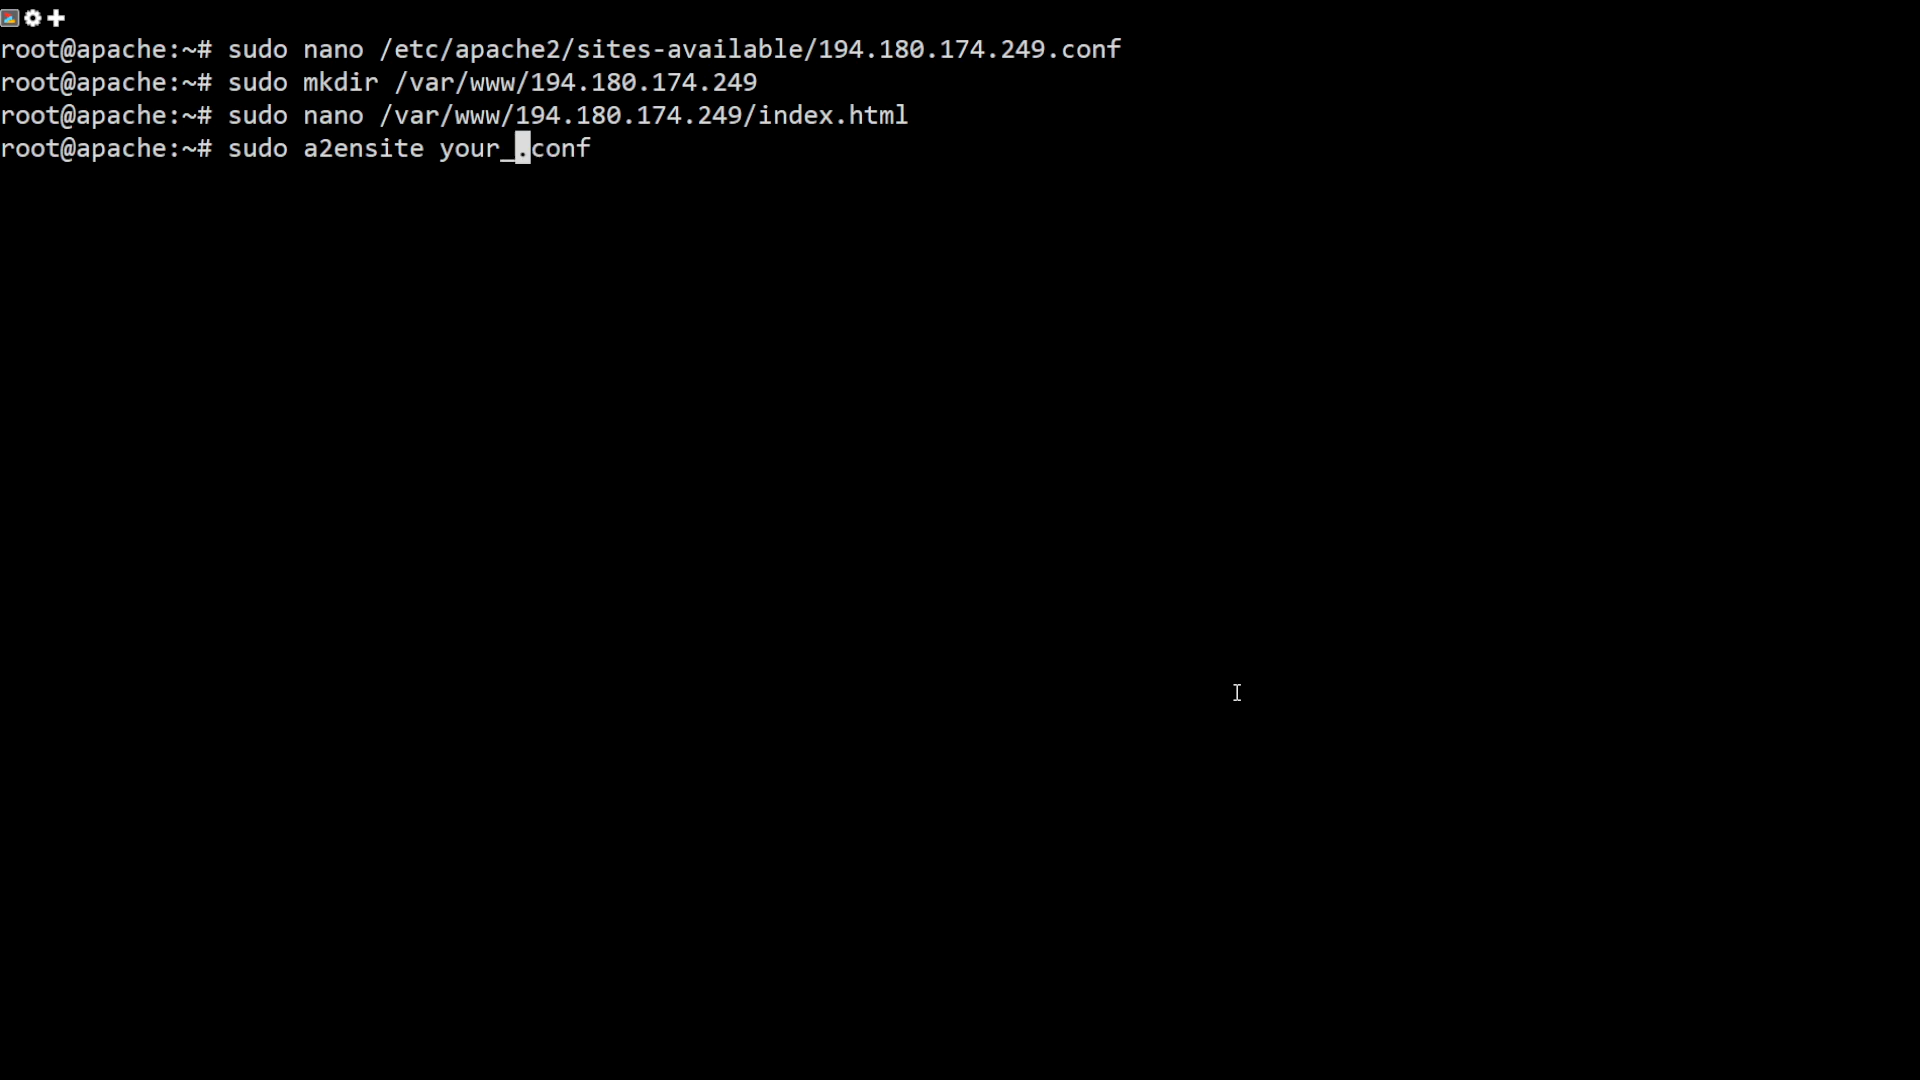 root@apache:~# sudo nano /etc/apache2/sites-available/194.180.174.249.conf
root@apache:~# sudo mkdir /var/www/194.180.174.249
root@apache:~# sudo nano /var/www/194.180.174.249/index.html
root@apache:~# sudo a2ensite your_.conf